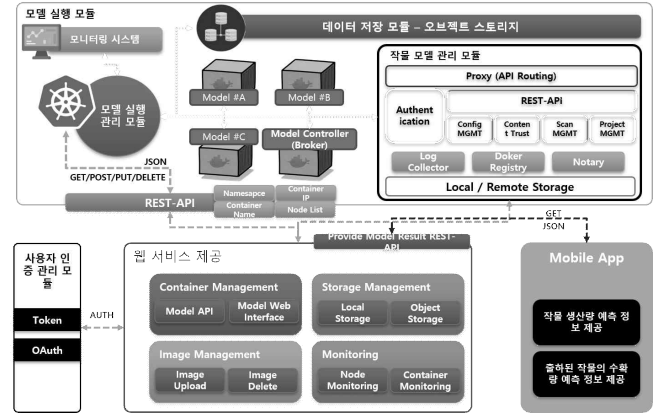 모델 실행 모듈
모니터링 시스템
데이터 저장 모듈 – 오브젝트 스토리지
모델 실행
관리 모듈
Model #A
Model #B
Model #C
Model Controller
(Broker)
작물 모델 관리 모듈
Proxy (API Routing)
Authent
ication
REST-APi
Config
MGMT
Conten
t Trust
Scan
MGMT
Project
MGMT
Log
Collector
Doker
Registry
Notary
Local / Remote Storage
JSON
GET/POST/PUT/DELETE
REST-API
Namesapce
Container
IP
Container
Name
Node List
GET
JSON
Provide Model Result REST-
API
사용자 인
증 관리 모
듈
Token
OAuth
AUTH
웹 서비스 제공
Container Management
Model API
Model Web
Interface
Storage Management
Local
Storage
Object
Storage
Image Management
Image
Upload
Image
Delete
Monitoring
Node
Monitoring
Container
Monitoring
Mobile App
작물 생산량 예측 정
보 제공
출하된 작물의 수확
량 예측 정보 제공